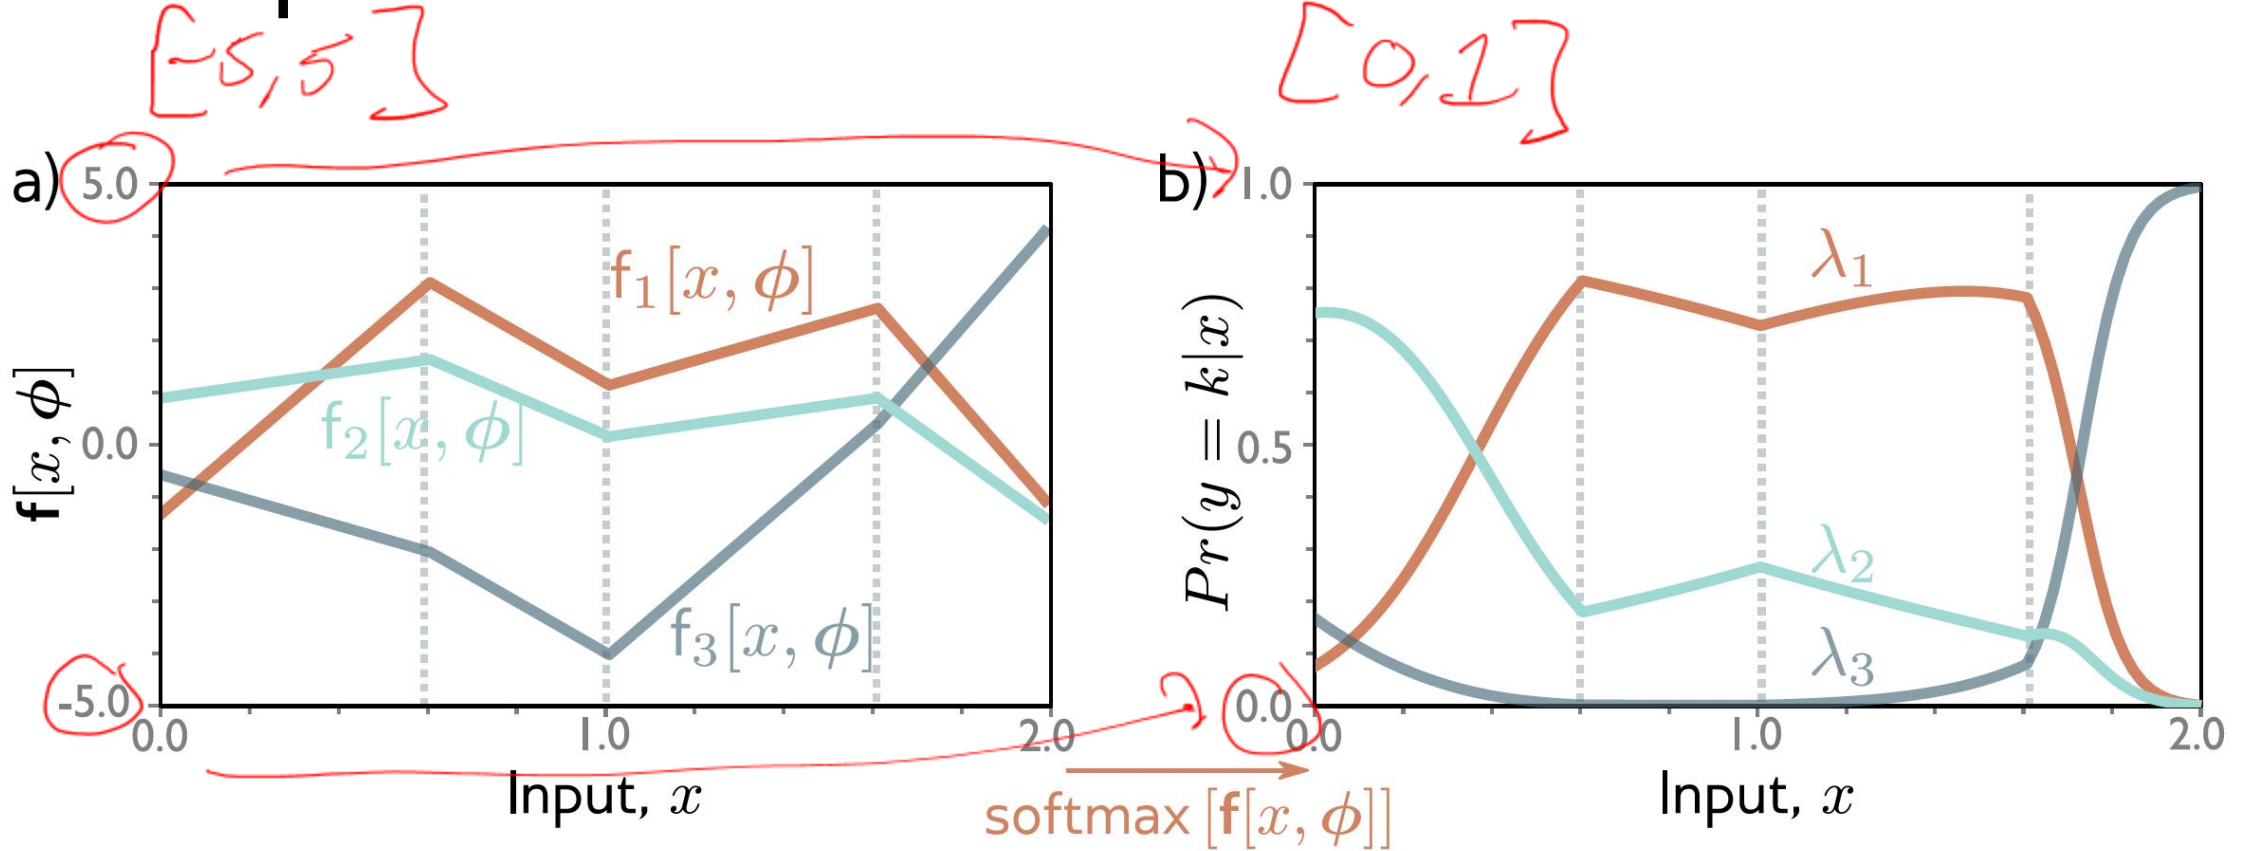 [-5,5]
[0,1]
a)
5.0
0.0
-5.0
f[x, ϕ]
f₁[x, ϕ]
f₂[x, ϕ]
f₃[x, ϕ]
0.0 1.0 2.0
Input, x
softmax [f[x, ϕ]]
b)
1.0
0.5
0.0
Pr(y = k|x)
λ₁
λ₂
λ₃
0.0 1.0 2.0
Input, x